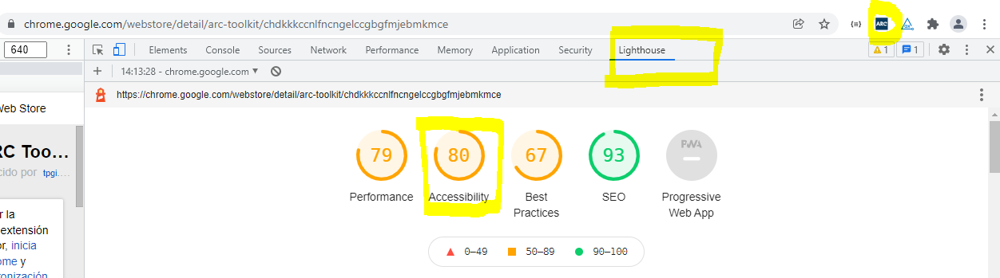 chrome.google.com/webstore/detail/arc-toolkit/chdkkkccnlfncngelccgbgfmjebmkmce
ARC
640
Elements Console Sources Network Performance Memory Application Security Lighthouse
1 1
14:13:28 - chrome.google.com
https://chrome.google.com/webstore/detail/arc-toolkit/chdkkkccnlfncngelccgbgfmjebmkmce
Web Store
RC Too...
cido por tpgi....
r la
extensión
or, inicia
ome y
ronización
79 80 67 93 PWA
Performance Accessibility Best Practices SEO Progressive Web App
0–49 50–89 90–100